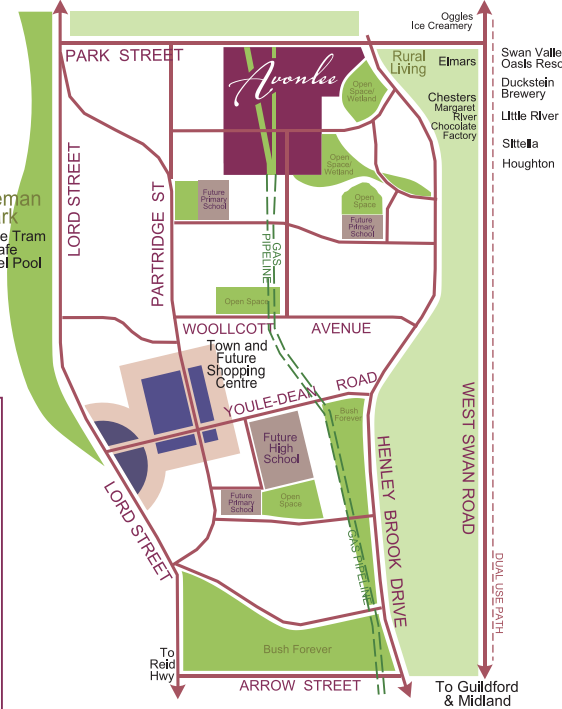 Oggles
Ice Creamery
PARK STREET
Avonlee
Rural
Living
Elmars
Swan Valle
Oasis Reso
Duckstein
Brewery
Chesters
Margaret
River
Chocolate
Factory
LIttle River
Sittella
Houghton
Open
Space/
Wetland
Open
Space/
Wetland
Open
Space
Future
Primary
School
Future
Primary
School
LORD STREET
PARTRIDGE ST
eman
ark
e Tram
afe
el Pool
GAS
PIPELINE
Open Space
WOOLLCOTT AVENUE
Town and
Future
Shopping
Centre
YOULE-DEAN ROAD
Bush
Forever
Future
High
School
Future
Primary
School
Open
Space
LORD STREET
HENLEY BROOK DRIVE
WEST SWAN ROAD
DUAL USE PATH
GAS PIPELINE
Bush Forever
To
Reid
Hwy
ARROW STREET
To Guildford
& Midland